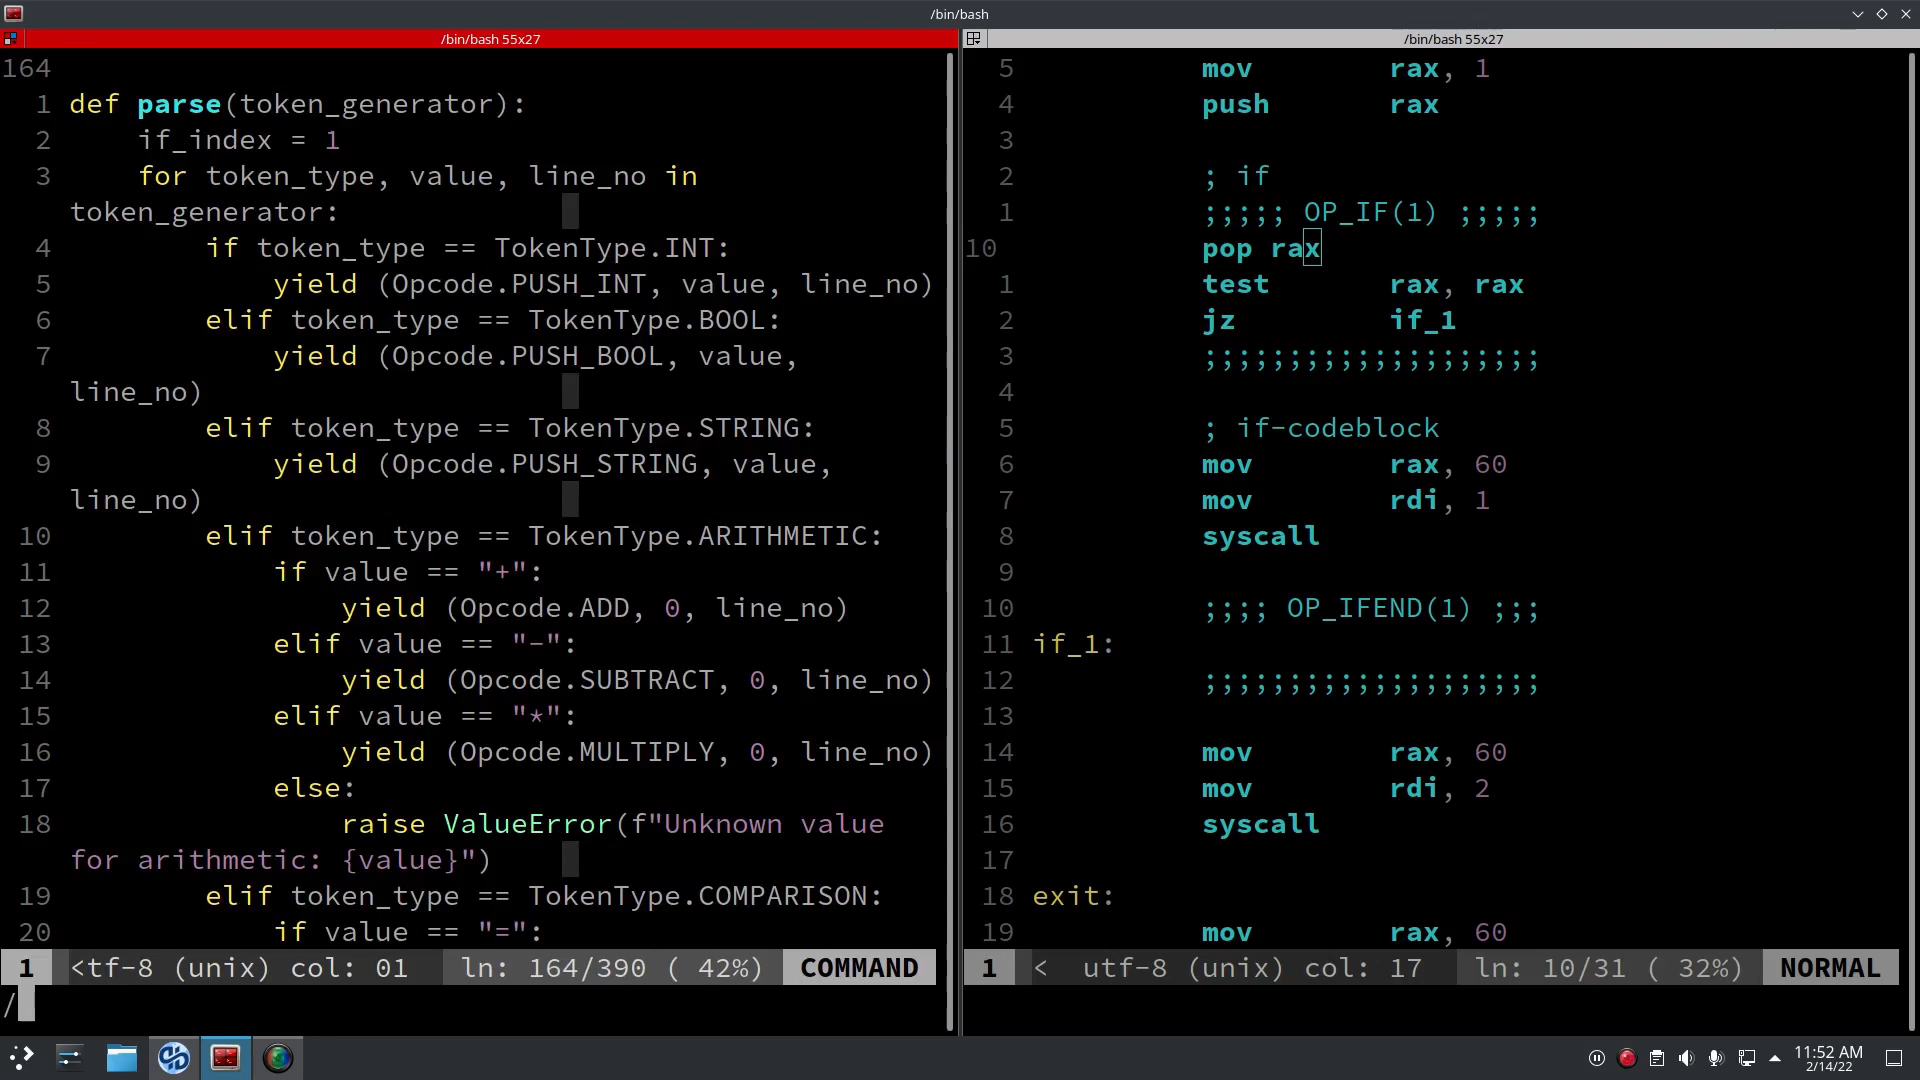 /bin/bash
/bin/bash 55x27
164
1 def parse(token_generator):
2 if_index = 1
3 for token_type, value, line_no in
token_generator:
4 if token_type == TokenType.INT:
5 yield (Opcode.PUSH_INT, value, line_no)
6 elif token_type == TokenType.BOOL:
7 yield (Opcode.PUSH_BOOL, value,
line_no)
8 elif token_type == TokenType.STRING:
9 yield (Opcode.PUSH_STRING, value,
line_no)
10 elif token_type == TokenType.ARITHMETIC:
11 if value == "+":
12 yield (Opcode.ADD, 0, line_no)
13 elif value == "-":
14 yield (Opcode.SUBTRACT, 0, line_no)
15 elif value == "*":
16 yield (Opcode.MULTIPLY, 0, line_no)
17 else:
18 raise ValueError(f"Unknown value
for arithmetic: {value}")
19 elif token_type == TokenType.COMPARISON:
20 if value == "=":
1 <tf-8 (unix) col: 01 ln: 164/390 ( 42%) COMMAND
/
/bin/bash 55x27
5 mov rax, 1
4 push rax
3
2 ; if
1 ;;;;; OP_IF(1) ;;;;;
10 pop rax
1 test rax, rax
2 jz if_1
3 ;;;;;;;;;;;;;;;;;;;;
4
5 ; if-codeblock
6 mov rax, 60
7 mov rdi, 1
8 syscall
9
10 ;;;; OP_IFEND(1) ;;;
11 if_1:
12 ;;;;;;;;;;;;;;;;;;;;
13
14 mov rax, 60
15 mov rdi, 2
16 syscall
17
18 exit:
19 mov rax, 60
1 < utf-8 (unix) col: 17 ln: 10/31 ( 32%) NORMAL
11:52 AM
2/14/22